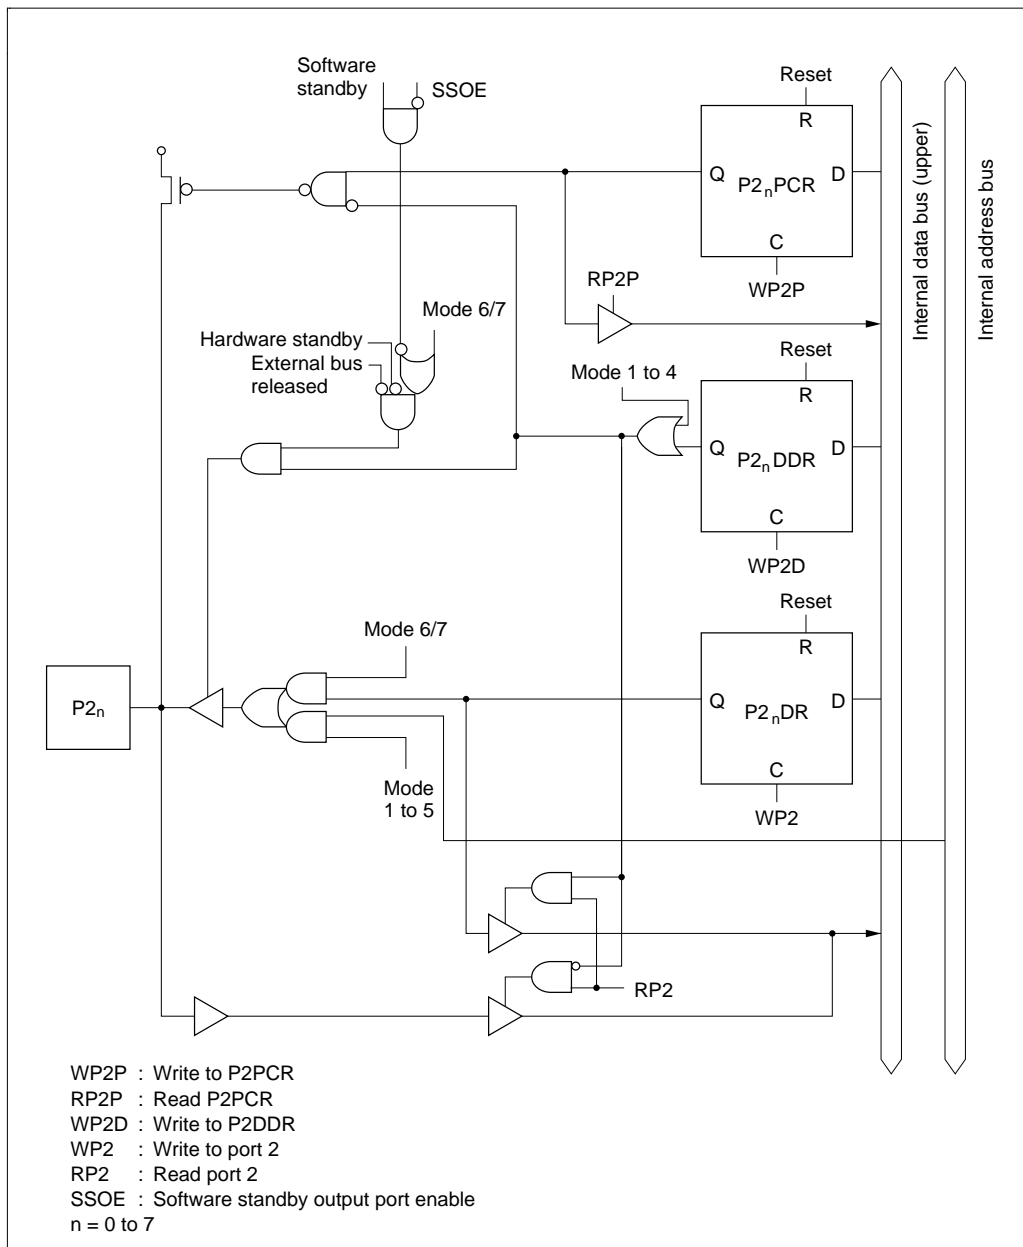 Software
standby
SSOE
Reset
R
Q
P2nPCR
D
C
WP2P
RP2P
Internal data bus (upper)
Internal address bus
Mode 6/7
Hardware standby
External bus
released
Mode 1 to 4
Reset
R
Q
P2nDDR
D
C
WP2D
Reset
R
Q
P2nDR
D
C
WP2
Mode 6/7
P2n
Mode
1 to 5
RP2
WP2P : Write to P2PCR
RP2P : Read P2PCR
WP2D : Write to P2DDR
WP2 : Write to port 2
RP2 : Read port 2
SSOE : Software standby output port enable
n = 0 to 7